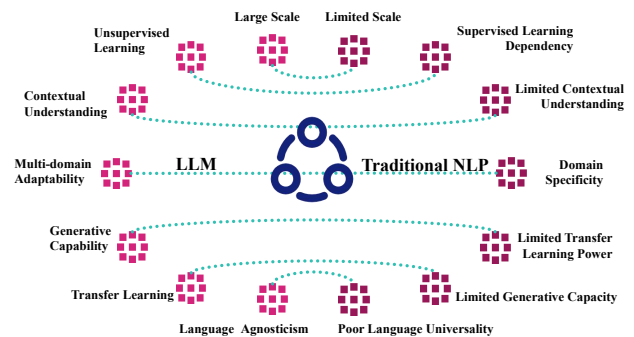 Large Scale
Limited Scale
Unsupervised
Learning
Supervised Learning
Dependency
Contextual
Understanding
Limited Contextual
Understanding
Multi-domain
Adaptability
LLM
Traditional NLP
Domain
Specificity
Generative
Capability
Limited Transfer
Learning Power
Transfer Learning
Limited Generative Capacity
Language Agnosticism
Poor Language Universality